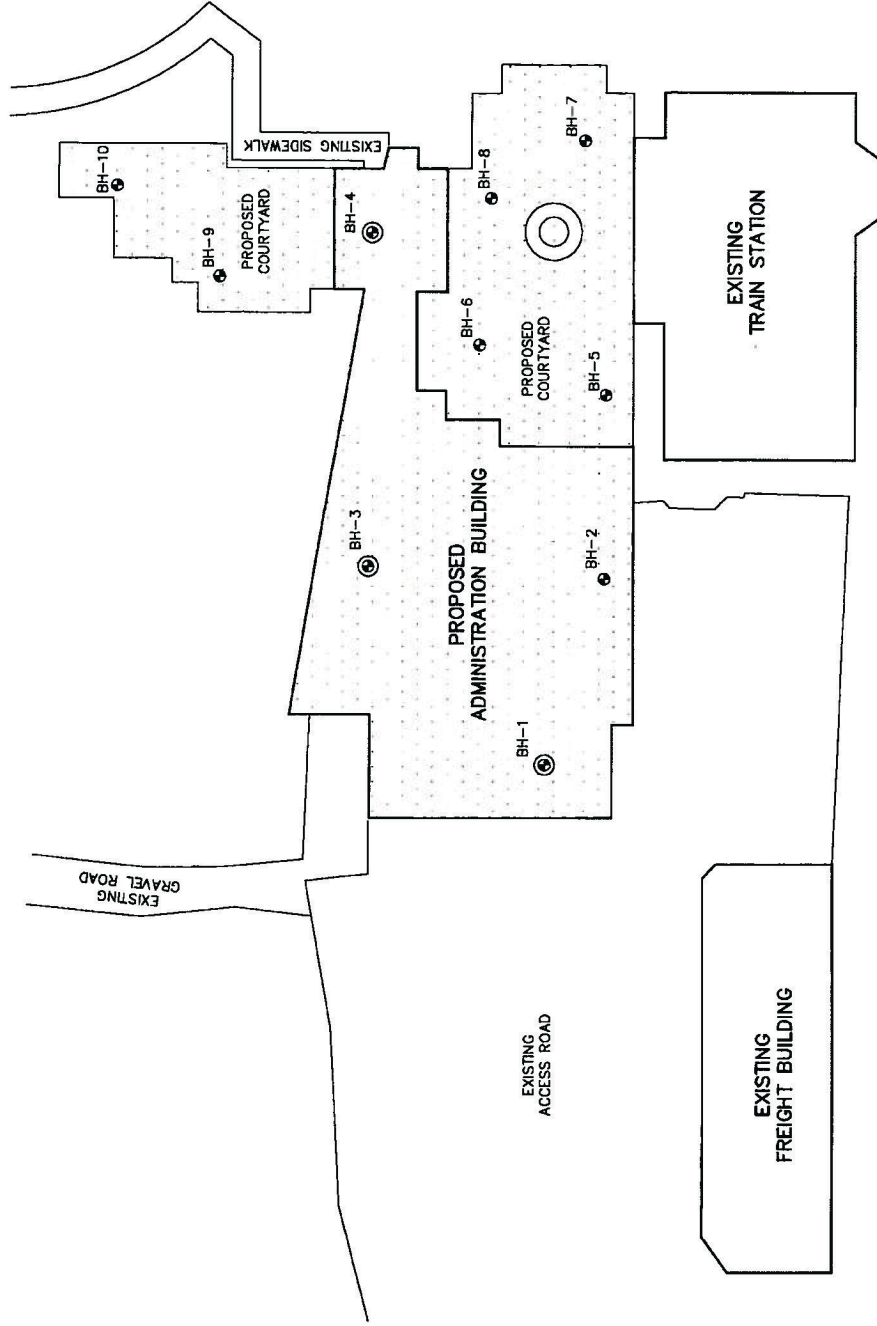 BH-10
BH-9
PROPOSED
COURTYARD
EXISTING SIDEWALK
BH-4
BH-8
BH-7
BH-6
PROPOSED
COURTYARD
BH-5
EXISTING
TRAIN STATION
BH-3
PROPOSED
ADMINISTRATION BUILDING
BH-2
BH-1
EXISTING
GRAVEL ROAD
EXISTING
ACCESS ROAD
EXISTING
FREIGHT BUILDING